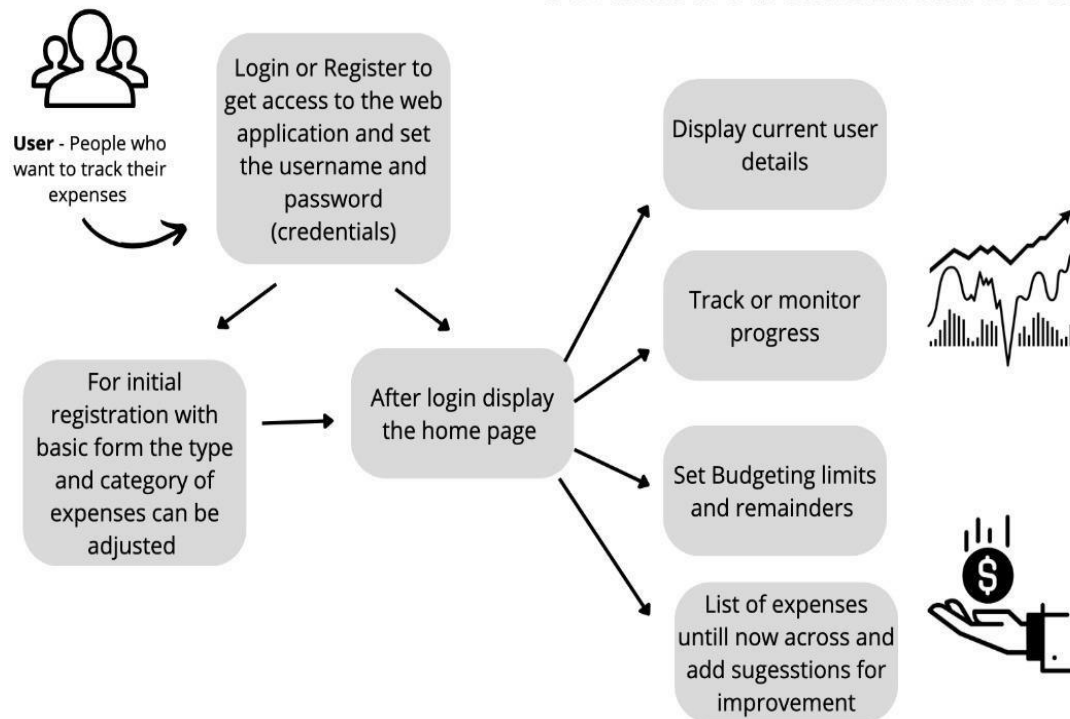 User - People who
want to track their
expenses
Login or Register to
get access to the web
application and set
the username and
password
(credentials)
For initial
registration with
basic form the type
and category of
expenses can be
adjusted
After login display
the home page
Display current user
details
Track or monitor
progress
Set Budgeting limits
and remainders
List of expenses
untill now across and
add sugesstions for
improvement
$